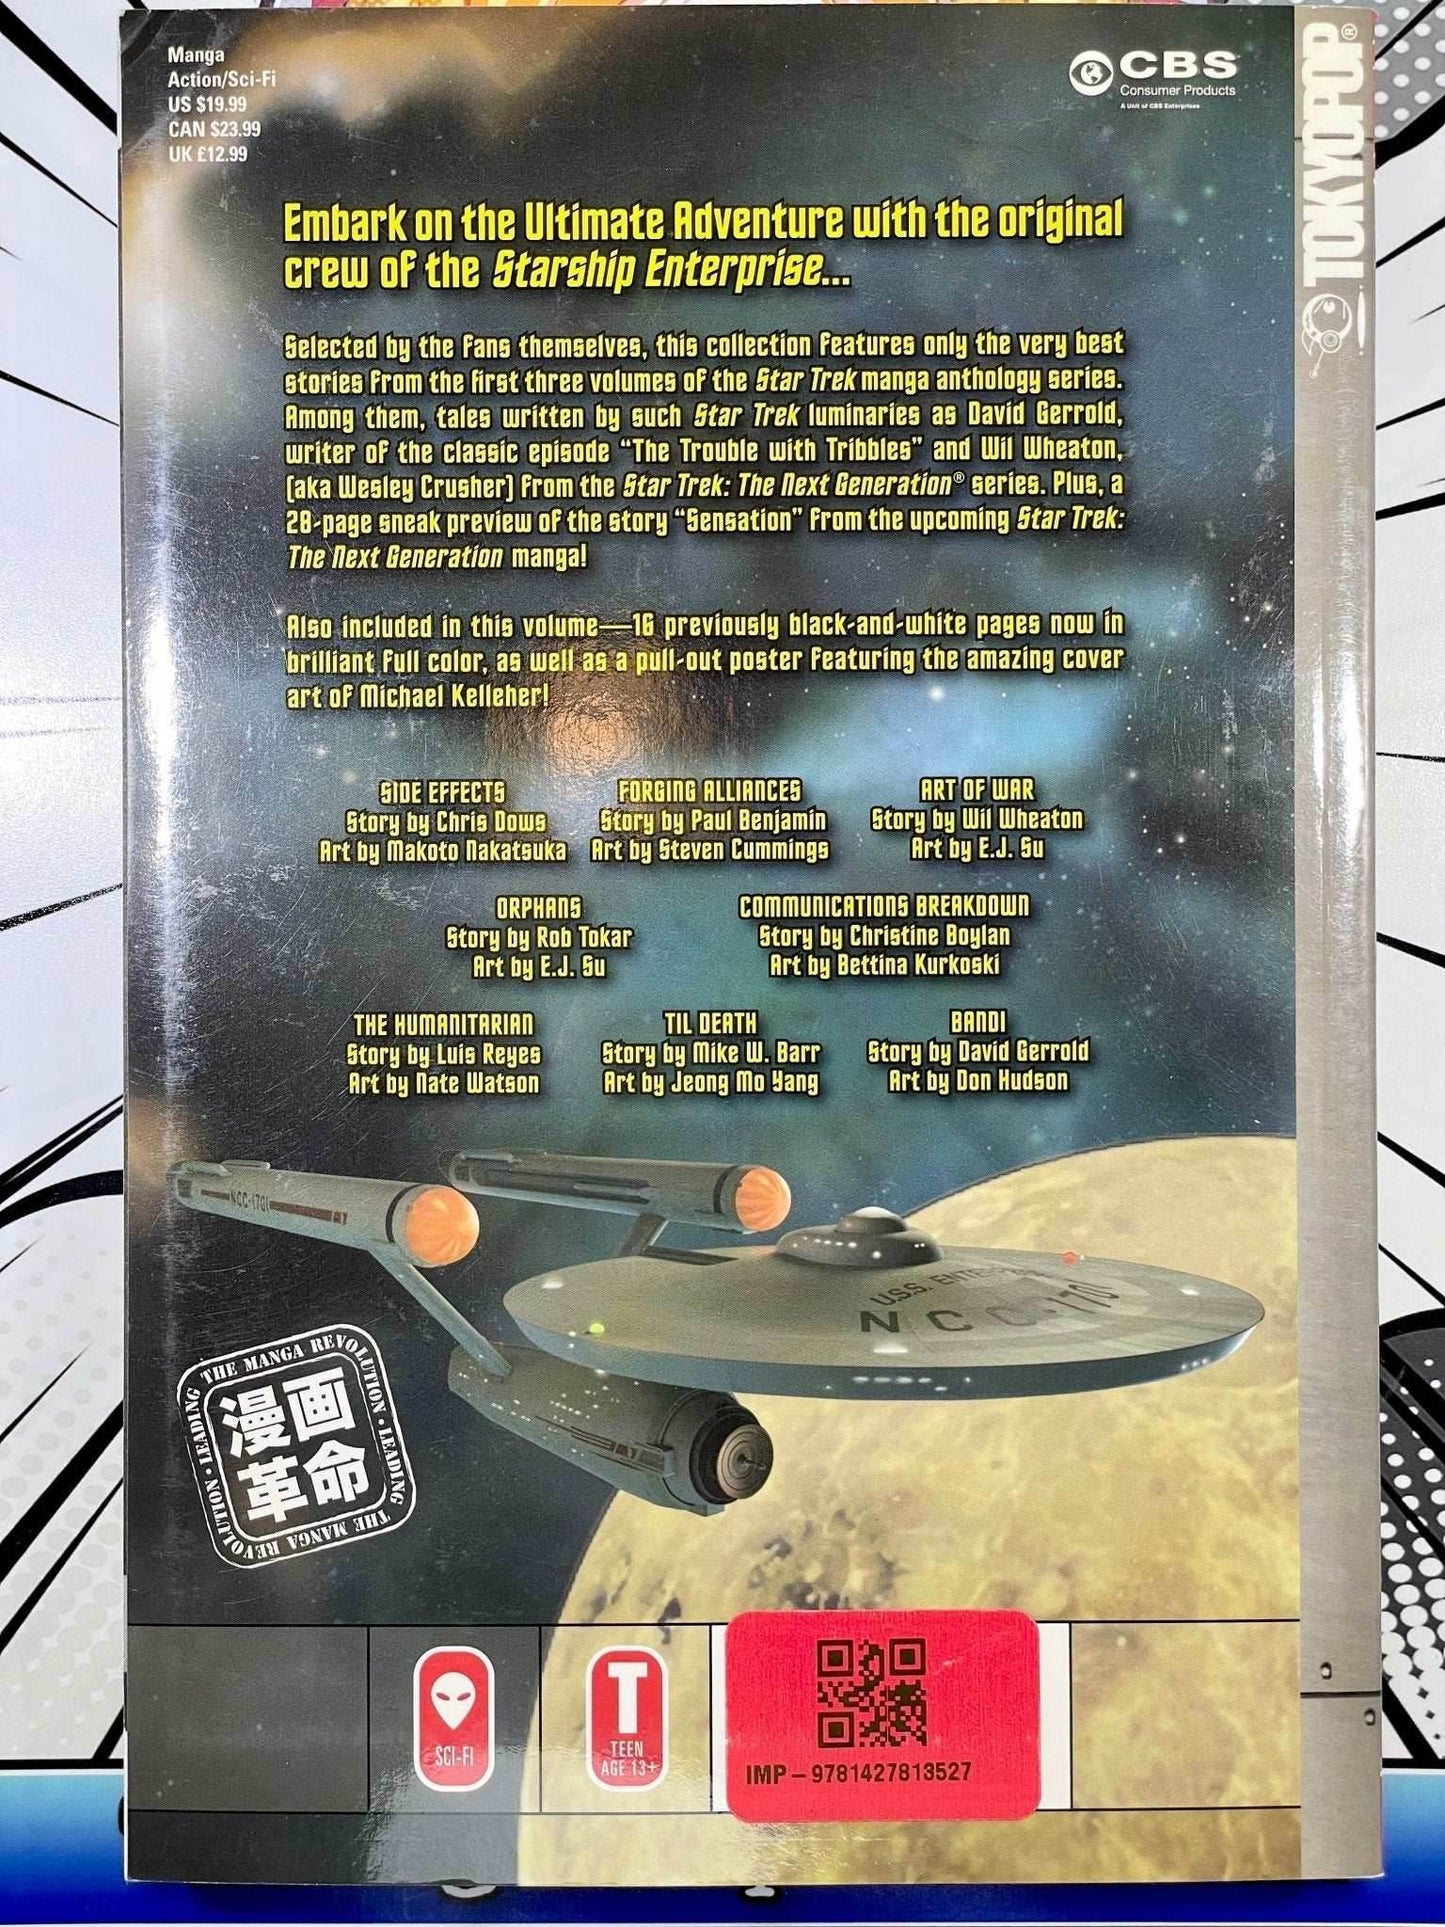 Manga
Action/Sci-Fi
US $19.99
CAN $23.99
UK £12.99
CBS
Consumer Products
A Unit of CBS Enterprises
TOKYOPOP®
Embark on the Ultimate Adventure with the original
crew of the Starship Enterprise...
Selected by the fans themselves, this collection features only the very best
stories from the first three volumes of the Star Trek manga anthology series.
Among them, tales written by such Star Trek luminaries as David Gerrold,
writer of the classic episode “The Trouble with Tribbles” and Wil Wheaton,
(aka Wesley Crusher) from the Star Trek: The Next Generation® series. Plus, a
28-page sneak preview of the story “Sensation” from the upcoming Star Trek:
The Next Generation manga!
Also included in this volume—16 previously black-and-white pages now in
brilliant full color, as well as a pull-out poster featuring the amazing cover
art of Michael Kelleher!
SIDE EFFECTS
Story by Chris Dows
Art by Makoto Nakatsuka
FORGING ALLIANCES
Story by Paul Benjamin
Art by Steven Cummings
ART OF WAR
Story by Wil Wheaton
Art by E.J. Su
ORPHANS
Story by Rob Tokar
Art by E.J. Su
COMMUNICATIONS BREAKDOWN
Story by Christine Boylan
Art by Bettina Kurkoski
THE HUMANITARIAN
Story by Luis Reyes
Art by Nate Watson
TIL DEATH
Story by Mike W. Barr
Art by Jeong Mo Yang
BANDI
Story by David Gerrold
Art by Don Hudson
NCC-1701
U.S.S.
NCC-170
LEADING THE MANGA REVOLUTION · LEADING THE MANGA REVOLUTION ·
漫画
革命
SCI-FI
T
TEEN
AGE 13+
IMP – 9781427813527